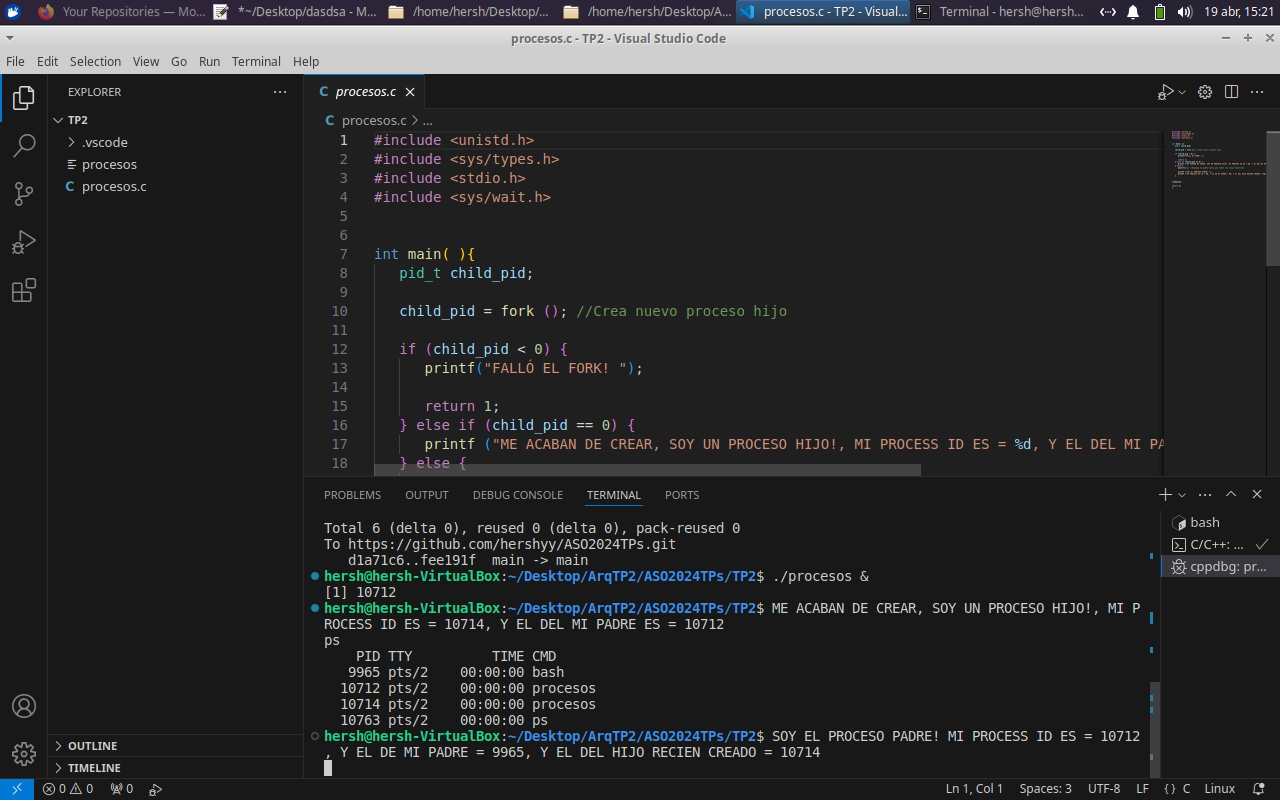 Your Repositories — Mo...
*~/Desktop/dasdsa - M...
/home/hersh/Desktop/...
/home/hersh/Desktop/A...
procesos.c - TP2 - Visual...
Terminal - hersh@hersh...
19 abr, 15:21
procesos.c - TP2 - Visual Studio Code
File Edit Selection View Go Run Terminal Help
EXPLORER
TP2
.vscode
procesos
C procesos.c
OUTLINE
TIMELINE
C procesos.c
C procesos.c > ...
1 #include <unistd.h>
2 #include <sys/types.h>
3 #include <stdio.h>
4 #include <sys/wait.h>
5
6
7 int main( ){
8 pid_t child_pid;
9
10 child_pid = fork (); //Crea nuevo proceso hijo
11
12 if (child_pid < 0) {
13 printf("FALLÓ EL FORK! ");
14
15 return 1;
16 } else if (child_pid == 0) {
17 printf ("ME ACABAN DE CREAR, SOY UN PROCESO HIJO!, MI PROCESS ID ES = %d, Y EL DEL MI PA
18 } else {
PROBLEMS OUTPUT DEBUG CONSOLE TERMINAL PORTS
Total 6 (delta 0), reused 0 (delta 0), pack-reused 0
To https://github.com/hershyy/ASO2024TPs.git
d1a71c6..fee191f main -> main
hersh@hersh-VirtualBox:~/Desktop/ArqTP2/ASO2024TPs/TP2$ ./procesos &
[1] 10712
hersh@hersh-VirtualBox:~/Desktop/ArqTP2/ASO2024TPs/TP2$ ME ACABAN DE CREAR, SOY UN PROCESO HIJO!, MI P
ROCESS ID ES = 10714, Y EL DEL MI PADRE ES = 10712
ps
PID TTY TIME CMD
9965 pts/2 00:00:00 bash
10712 pts/2 00:00:00 procesos
10714 pts/2 00:00:00 procesos
10763 pts/2 00:00:00 ps
hersh@hersh-VirtualBox:~/Desktop/ArqTP2/ASO2024TPs/TP2$ SOY EL PROCESO PADRE! MI PROCESS ID ES = 10712
, Y EL DE MI PADRE = 9965, Y EL DEL HIJO RECIEN CREADO = 10714
bash
C/C++: ...
cppdbg: pr...
0 0 0
Ln 1, Col 1 Spaces: 3 UTF-8 LF {} C Linux